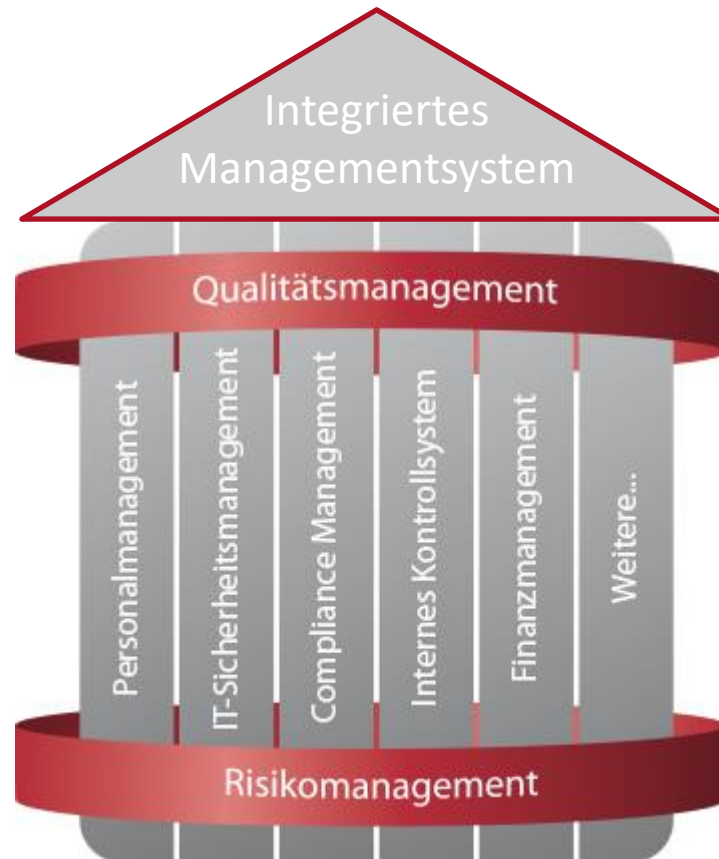 Integriertes
Managementsystem
Qualitätsmanagement
Personalmanagement
IT-Sicherheitsmanagement
Compliance Management
Internes Kontrollsystem
Finanzmanagement
Weitere...
Risikomanagement